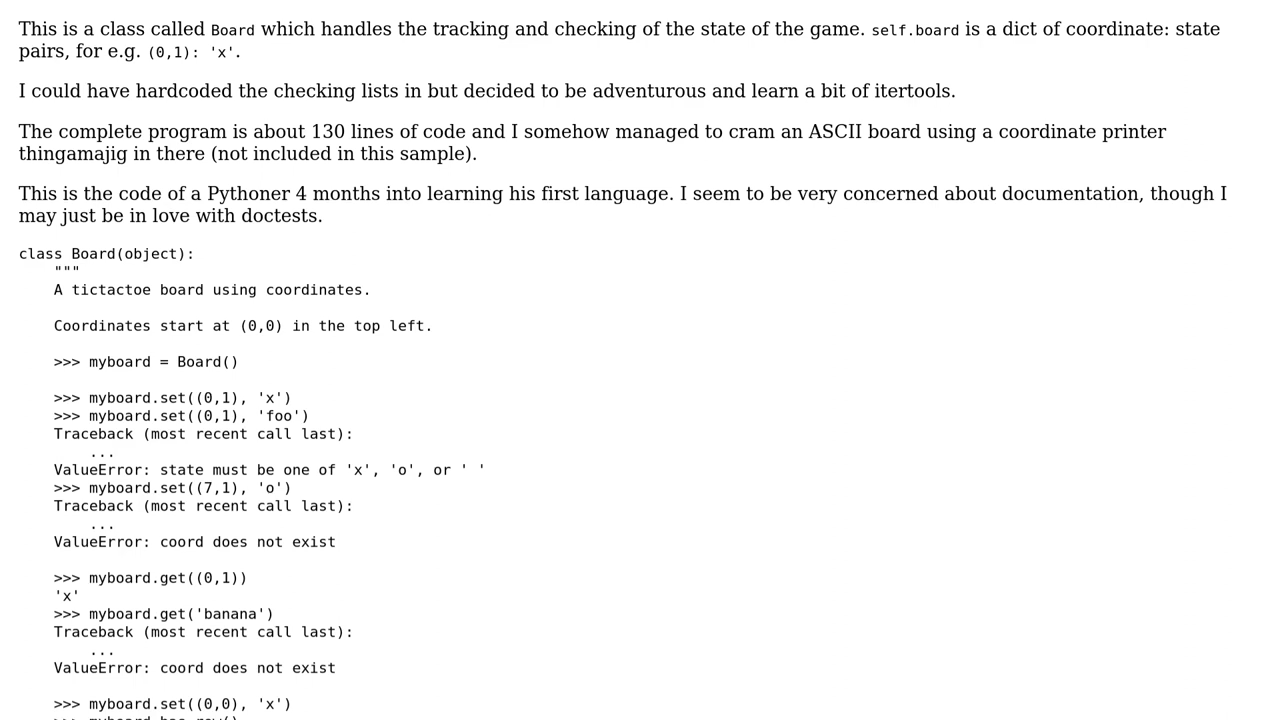 This is a class called Board which handles the tracking and checking of the state of the game. self.board is a dict of coordinate: state
pairs, for e.g. (0,1): 'x'.
I could have hardcoded the checking lists in but decided to be adventurous and learn a bit of itertools.
The complete program is about 130 lines of code and I somehow managed to cram an ASCII board using a coordinate printer
thingamajig in there (not included in this sample).
This is the code of a Pythoner 4 months into learning his first language. I seem to be very concerned about documentation, though I
may just be in love with doctests.
class Board(object):
    """
    A tictactoe board using coordinates.
    Coordinates start at (0,0) in the top left.
    >>> myboard = Board()
    >>> myboard.set((0,1), 'x')
    >>> myboard.set((0,1), 'foo')
    Traceback (most recent call last):
        ...
    ValueError: state must be one of 'x', 'o', or ' '
    >>> myboard.set((7,1), 'o')
    Traceback (most recent call last):
        ...
    ValueError: coord does not exist
    >>> myboard.get((0,1))
    'x'
    >>> myboard.get('banana')
    Traceback (most recent call last):
        ...
    ValueError: coord does not exist
    >>> myboard.set((0,0), 'x')